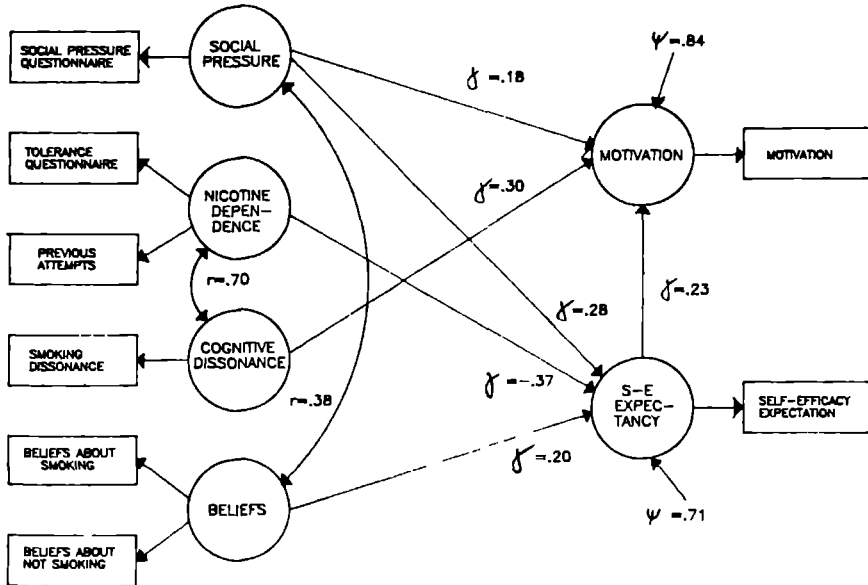 SOCIAL PRESSURE
QUESTIONNAIRE
SOCIAL
PRESSURE
TOLERANCE
QUESTIONNAIRE
PREVIOUS
ATTEMPTS
NICOTINE
DEPEN-
DENCE
r=.70
SMOKING
DISSONANCE
COGNITIVE
DISSONANCE
r=.38
BELIEFS ABOUT
SMOKING
BELIEFS ABOUT
NOT SMOKING
BELIEFS
γ=.18
γ=.30
γ=.28
γ=-.37
γ=.20
ψ=.84
MOTIVATION
MOTIVATION
γ=.23
S-E
EXPEC-
TANCY
SELF-EFFICACY
EXPECTATION
ψ=.71